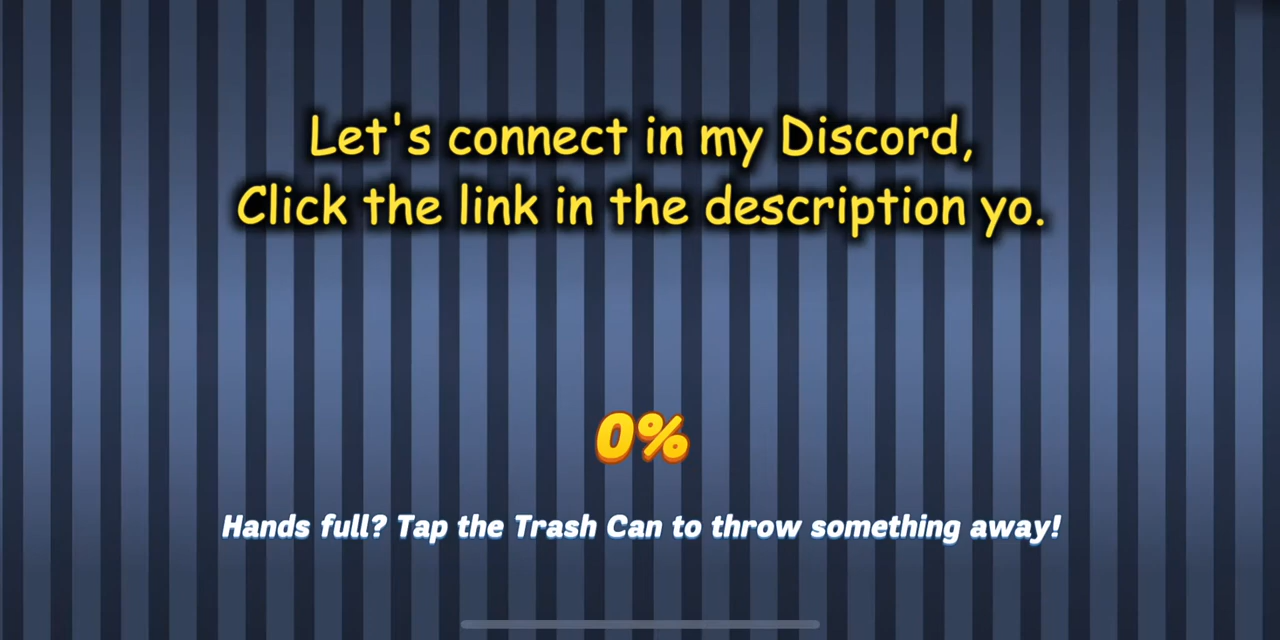 Let's connect in my Discord,
Click the link in the description yo.
0%
Hands full? Tap the Trash Can to throw something away!